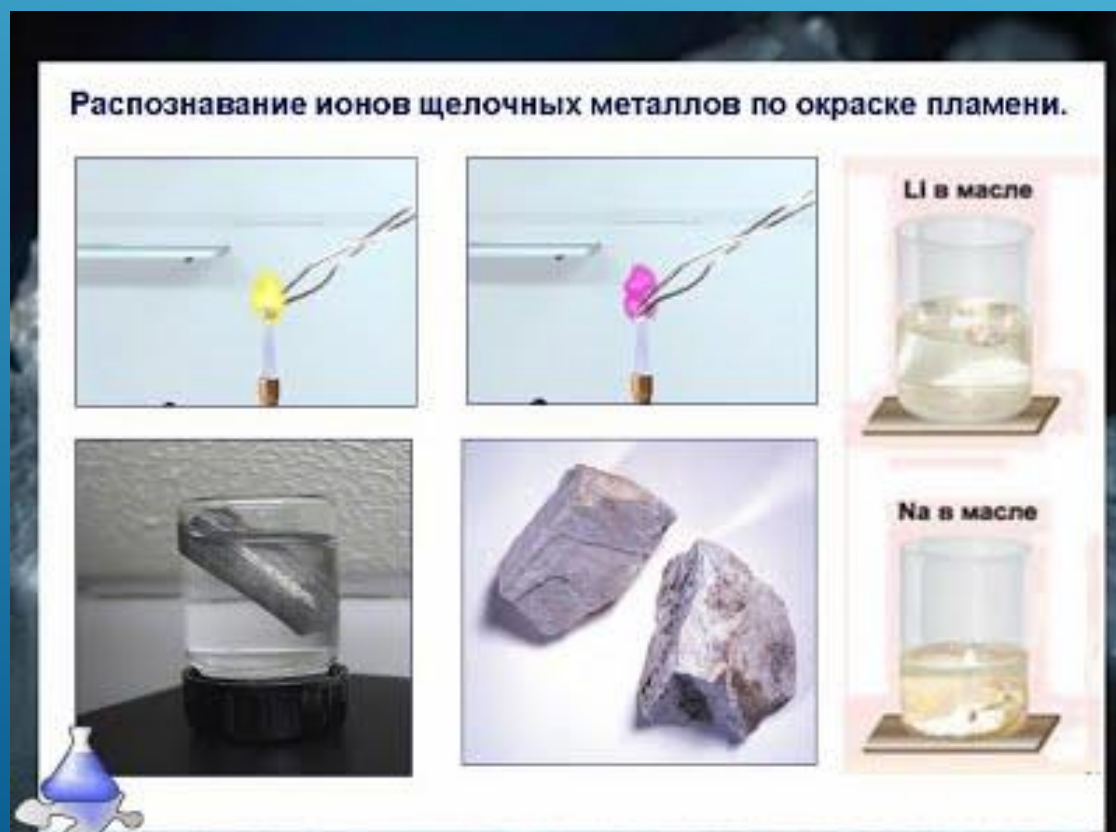 Распознавание ионов щелочных металлов по окраске пламени.
Li в масле
Na в масле